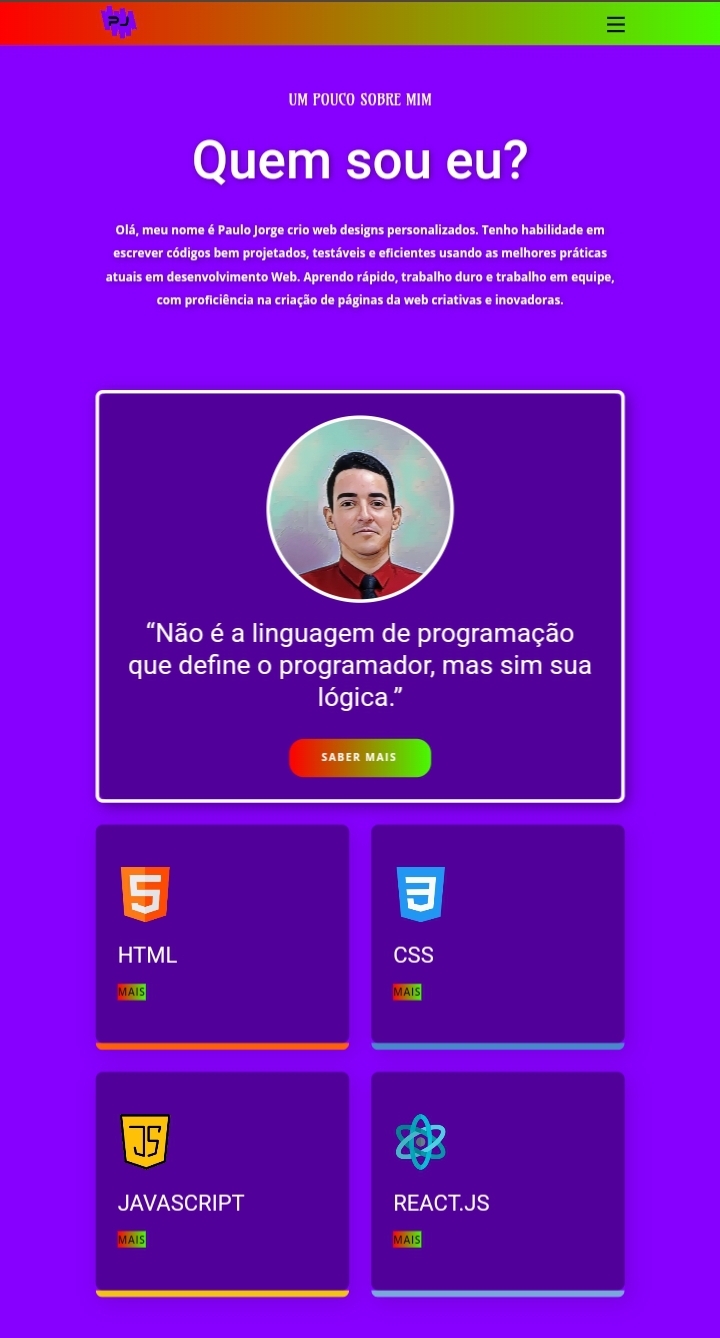 PJ
UM POUCO SOBRE MIM
Quem sou eu?
Olá, meu nome é Paulo Jorge crio web designs personalizados. Tenho habilidade em
escrever códigos bem projetados, testáveis e eficientes usando as melhores práticas
atuais em desenvolvimento Web. Aprendo rápido, trabalho duro e trabalho em equipe,
com proficiência na criação de páginas da web criativas e inovadoras.
“Não é a linguagem de programação
que define o programador, mas sim sua
lógica.”
SABER MAIS
5
3
HTML
CSS
MAIS
MAIS
JS
JAVASCRIPT
REACT.JS
MAIS
MAIS